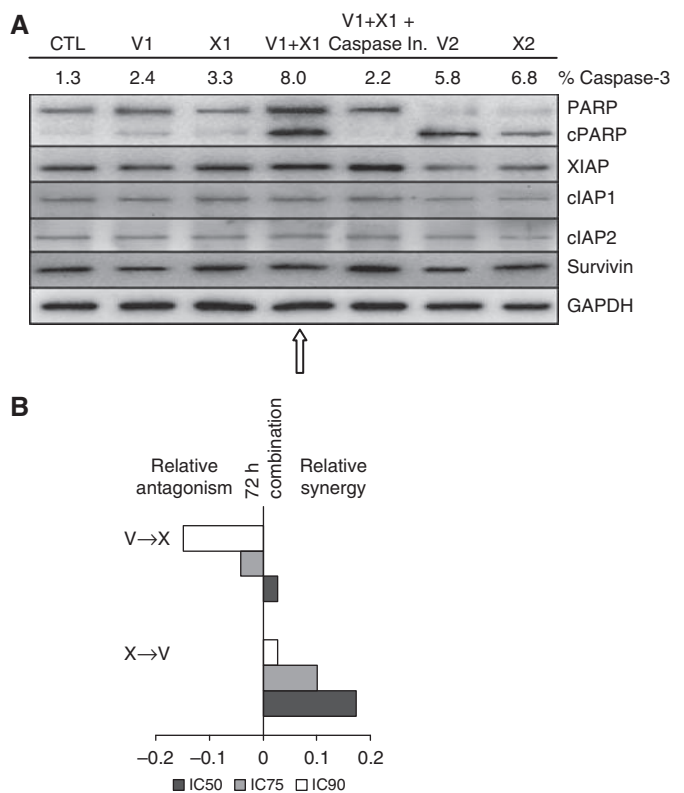 A
CTL V1 X1 V1+X1 V1+X1 + Caspase In. V2 X2
1.3 2.4 3.3 8.0 2.2 5.8 6.8 % Caspase-3
PARP
cPARP
XIAP
cIAP1
cIAP2
Survivin
GAPDH
B
Relative antagonism
72 h combination
Relative synergy
V→X
X→V
−0.2 −0.1 0 0.1 0.2
IC50 IC75 IC90